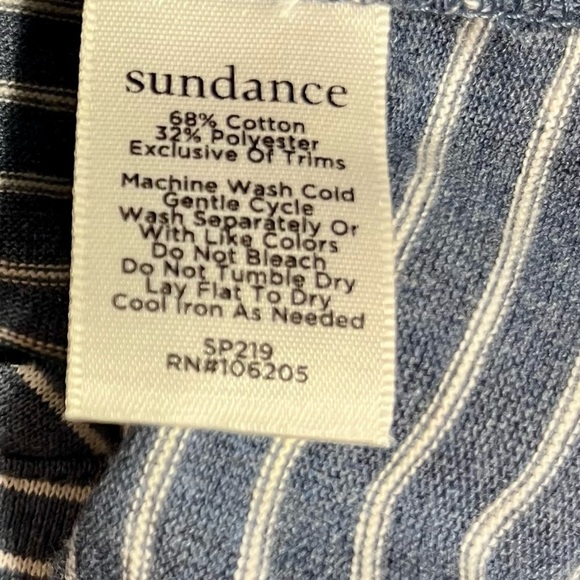 sundance
68% Cotton
32% Polyester
Exclusive Of Trims
Machine Wash Cold
Gentle Cycle
Wash Separately Or
With Like Colors
Do Not Bleach
Do Not Tumble Dry
Lay Flat To Dry
Cool Iron As Needed
SP219
RN#106205